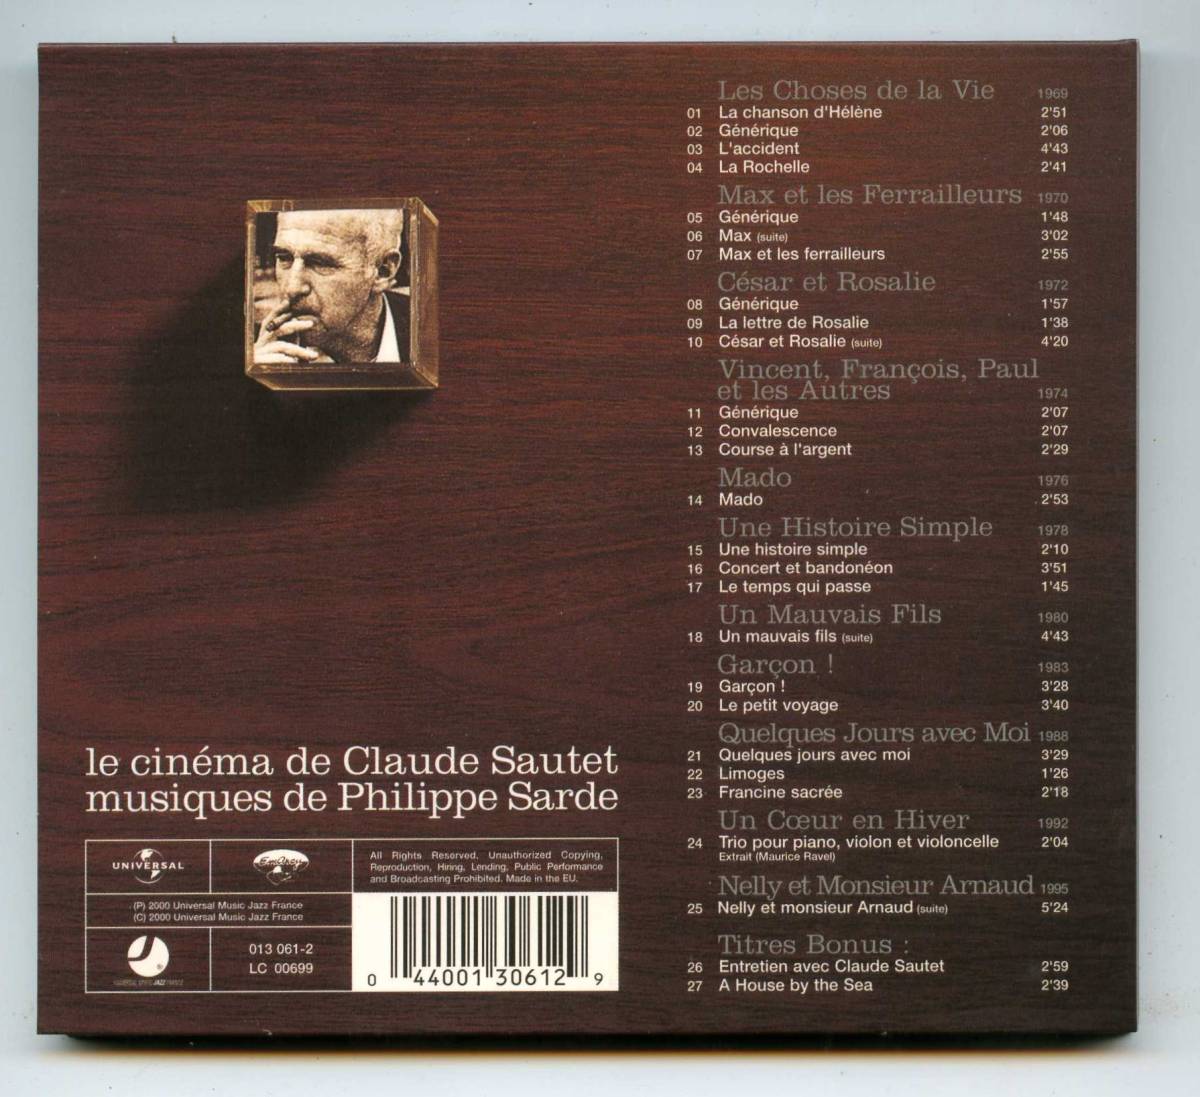 Les Choses de la Vie 1969
01 La chanson d'Hélène 2'51
02 Générique 2'06
03 L'accident 4'43
04 La Rochelle 2'41
Max et les Ferrailleurs 1970
05 Générique 1'48
06 Max (suite) 3'02
07 Max et les ferrailleurs 2'55
César et Rosalie 1972
08 Générique 1'57
09 La lettre de Rosalie 1'38
10 César et Rosalie (suite) 4'20
Vincent, François, Paul
et les Autres 1974
11 Générique 2'07
12 Convalescence 2'07
13 Course à l'argent 2'29
Mado 1976
14 Mado 2'53
Une Histoire Simple 1978
15 Une histoire simple 2'10
16 Concert et bandonéon 3'51
17 Le temps qui passe 1'45
Un Mauvais Fils 1980
18 Un mauvais fils (suite) 4'43
Garçon ! 1983
19 Garçon ! 3'28
20 Le petit voyage 3'40
Quelques Jours avec Moi 1988
21 Quelques jours avec moi 3'29
22 Limoges 1'26
23 Francine sacrée 2'18
Un Cœur en Hiver 1992
24 Trio pour piano, violon et violoncelle 2'04
Extrait (Maurice Ravel)
Nelly et Monsieur Arnaud 1995
25 Nelly et monsieur Arnaud (suite) 5'24
Titres Bonus :
26 Entretien avec Claude Sautet 2'59
27 A House by the Sea 2'39
le cinéma de Claude Sautet
musiques de Philippe Sarde
UNIVERSAL
EmArcy
All Rights Reserved. Unauthorized Copying,
Reproduction, Hiring, Lending, Public Performance
and Broadcasting Prohibited. Made in the EU.
(P) 2000 Universal Music Jazz France
(C) 2000 Universal Music Jazz France
013 061-2
LC 00699
0 44001 30612 9